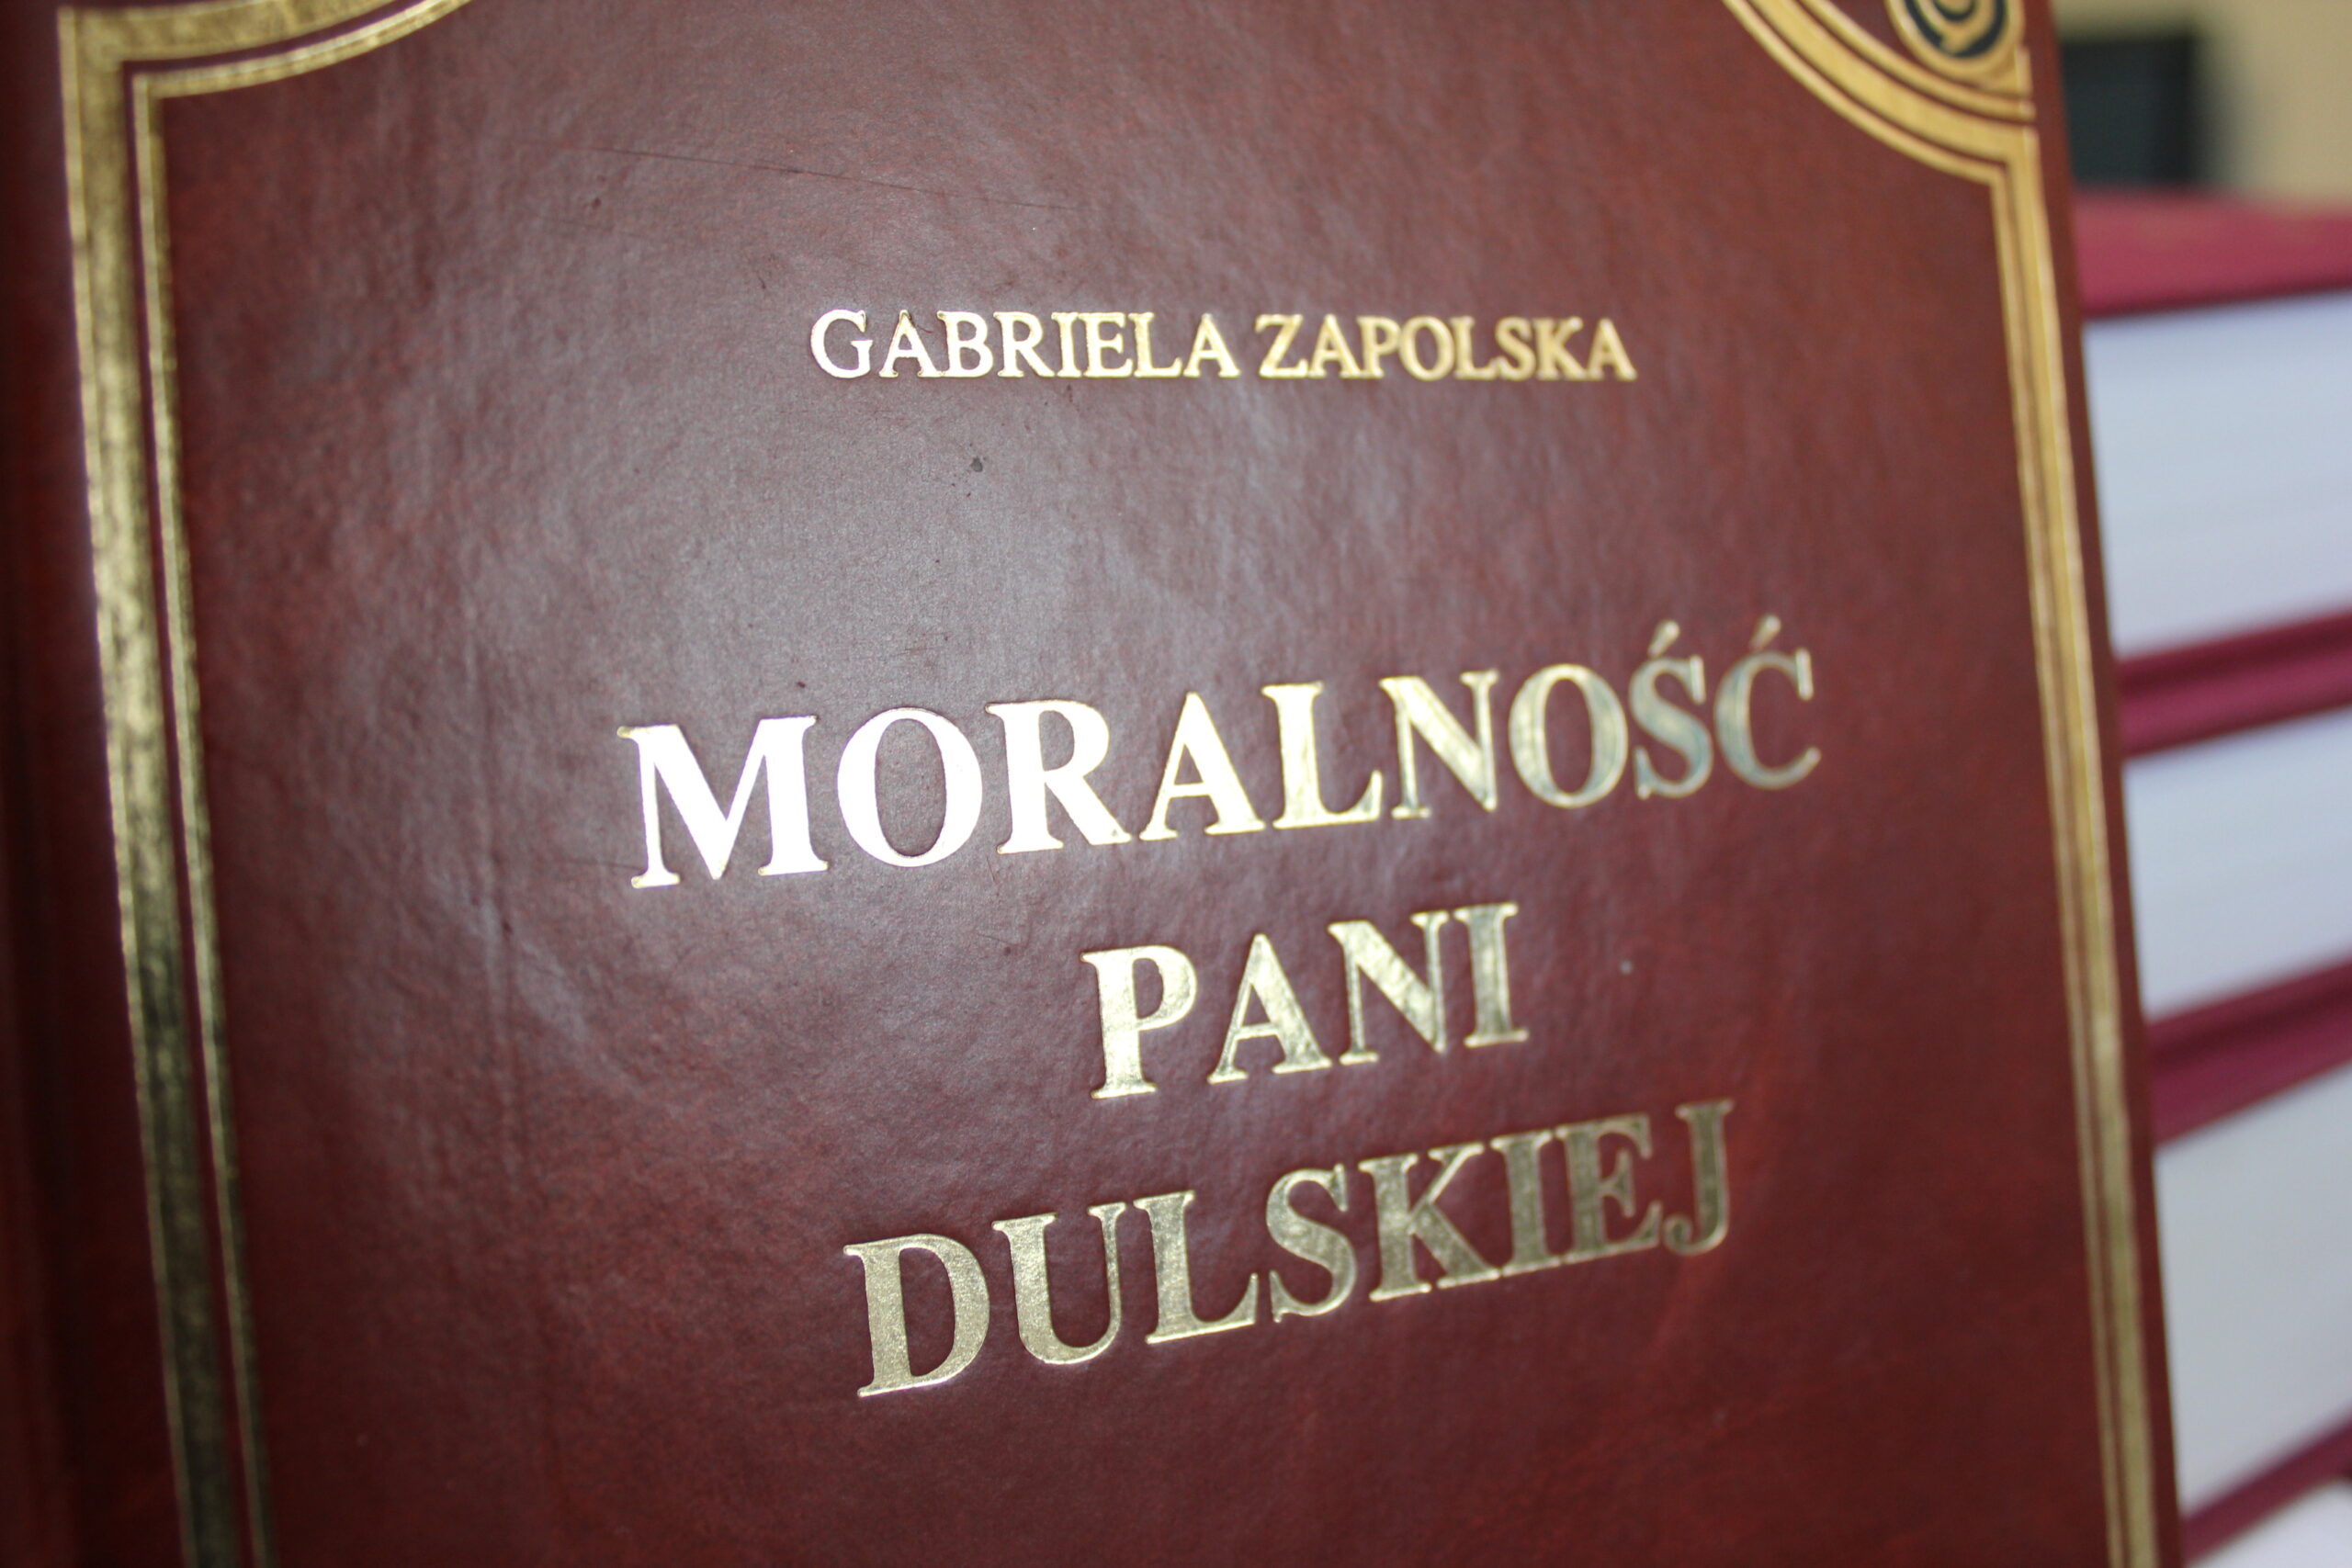 GABRIELA ZAPOLSKA
MORALNOŚĆ
PANI
DULSKIEJ